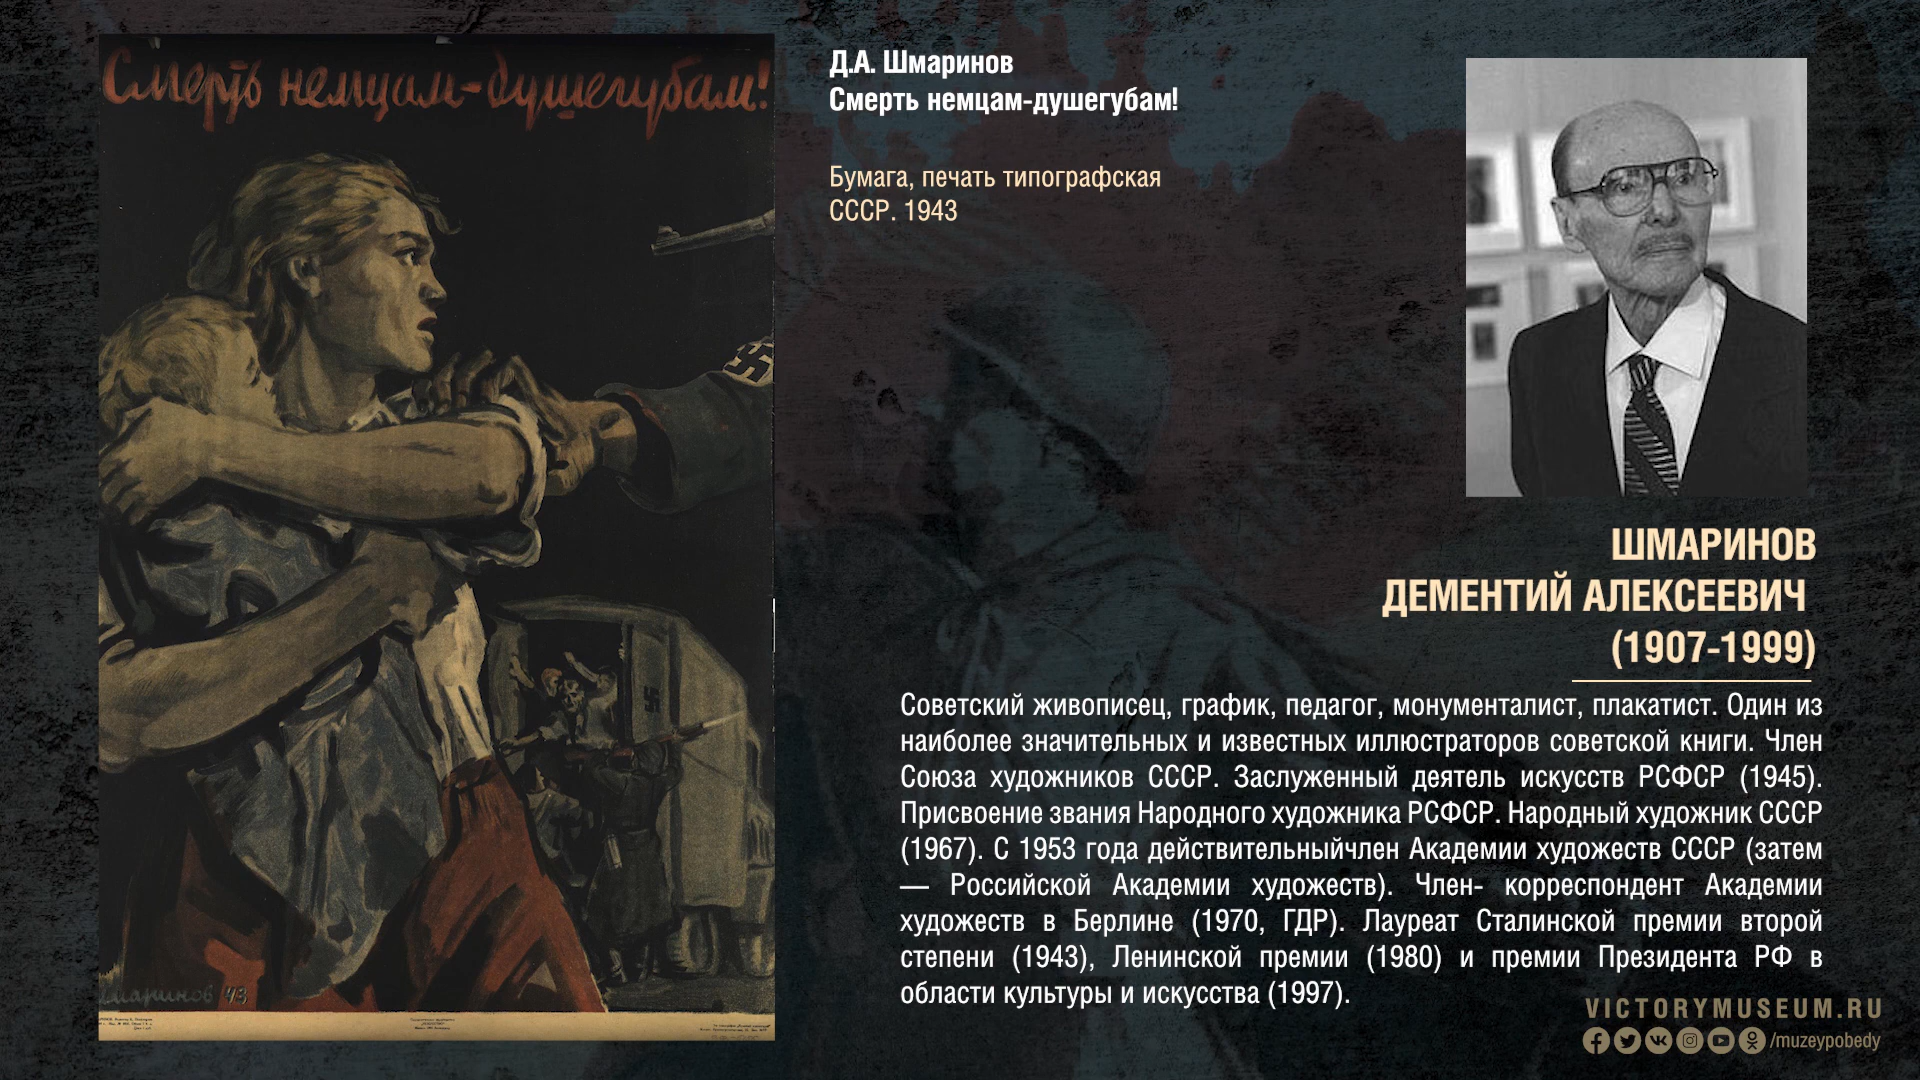 Смерть немцам-душегубам!
Шмаринов 43
Д.А. Шмаринов
Смерть немцам-душегубам!
Бумага, печать типографская
СССР. 1943
ШМАРИНОВ
ДЕМЕНТИЙ АЛЕКСЕЕВИЧ
(1907-1999)
Советский живописец, график, педагог, монументалист, плакатист. Один из
наиболее значительных и известных иллюстраторов советской книги. Член
Союза художников СССР. Заслуженный деятель искусств РСФСР (1945).
Присвоение звания Народного художника РСФСР. Народный художник СССР
(1967). С 1953 года действительныйчлен Академии художеств СССР (затем
— Российской Академии художеств). Член- корреспондент Академии
художеств в Берлине (1970, ГДР). Лауреат Сталинской премии второй
степени (1943), Ленинской премии (1980) и премии Президента РФ в
области культуры и искусства (1997).
VICTORYMUSEUM.RU
/muzeypobedy